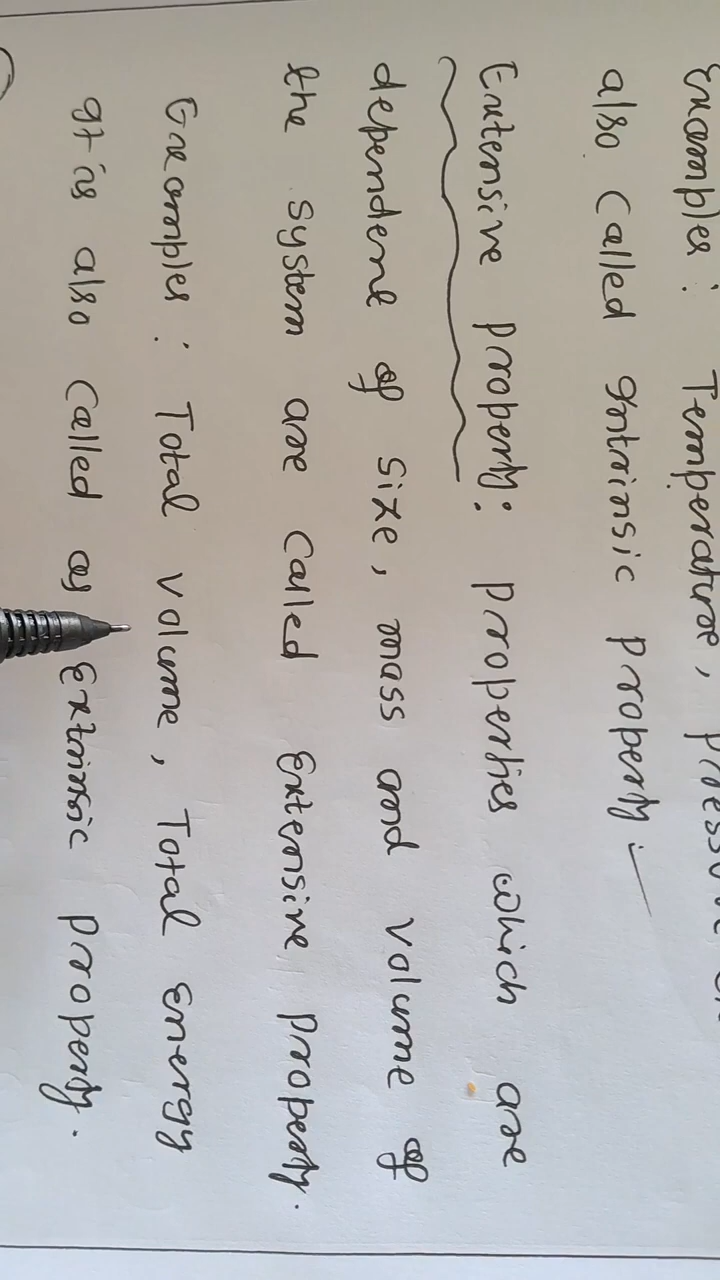 Examples: Temperature, pressure
also called Intrinsic property.
Extensive property: properties which are
dependent of size, mass and volume of
the system are called Extensive property.
Examples: Total volume, Total Energy
It is also called as Extrinsic property.